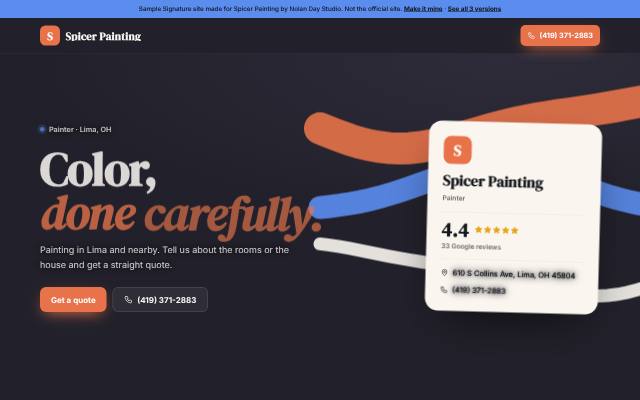 Sample Signature site made for Spicer Painting by Nolan Day Studio. Not the official site. Make it mine · See all 3 versions
S Spicer Painting
(419) 371-2883
Painter · Lima, OH
Color,
done carefully.
Painting in Lima and nearby. Tell us about the rooms or the
house and get a straight quote.
Get a quote
(419) 371-2883
S
Spicer Painting
Painter
4.4 ★★★★★
33 Google reviews
610 S Collins Ave, Lima, OH 45804
(419) 371-2883